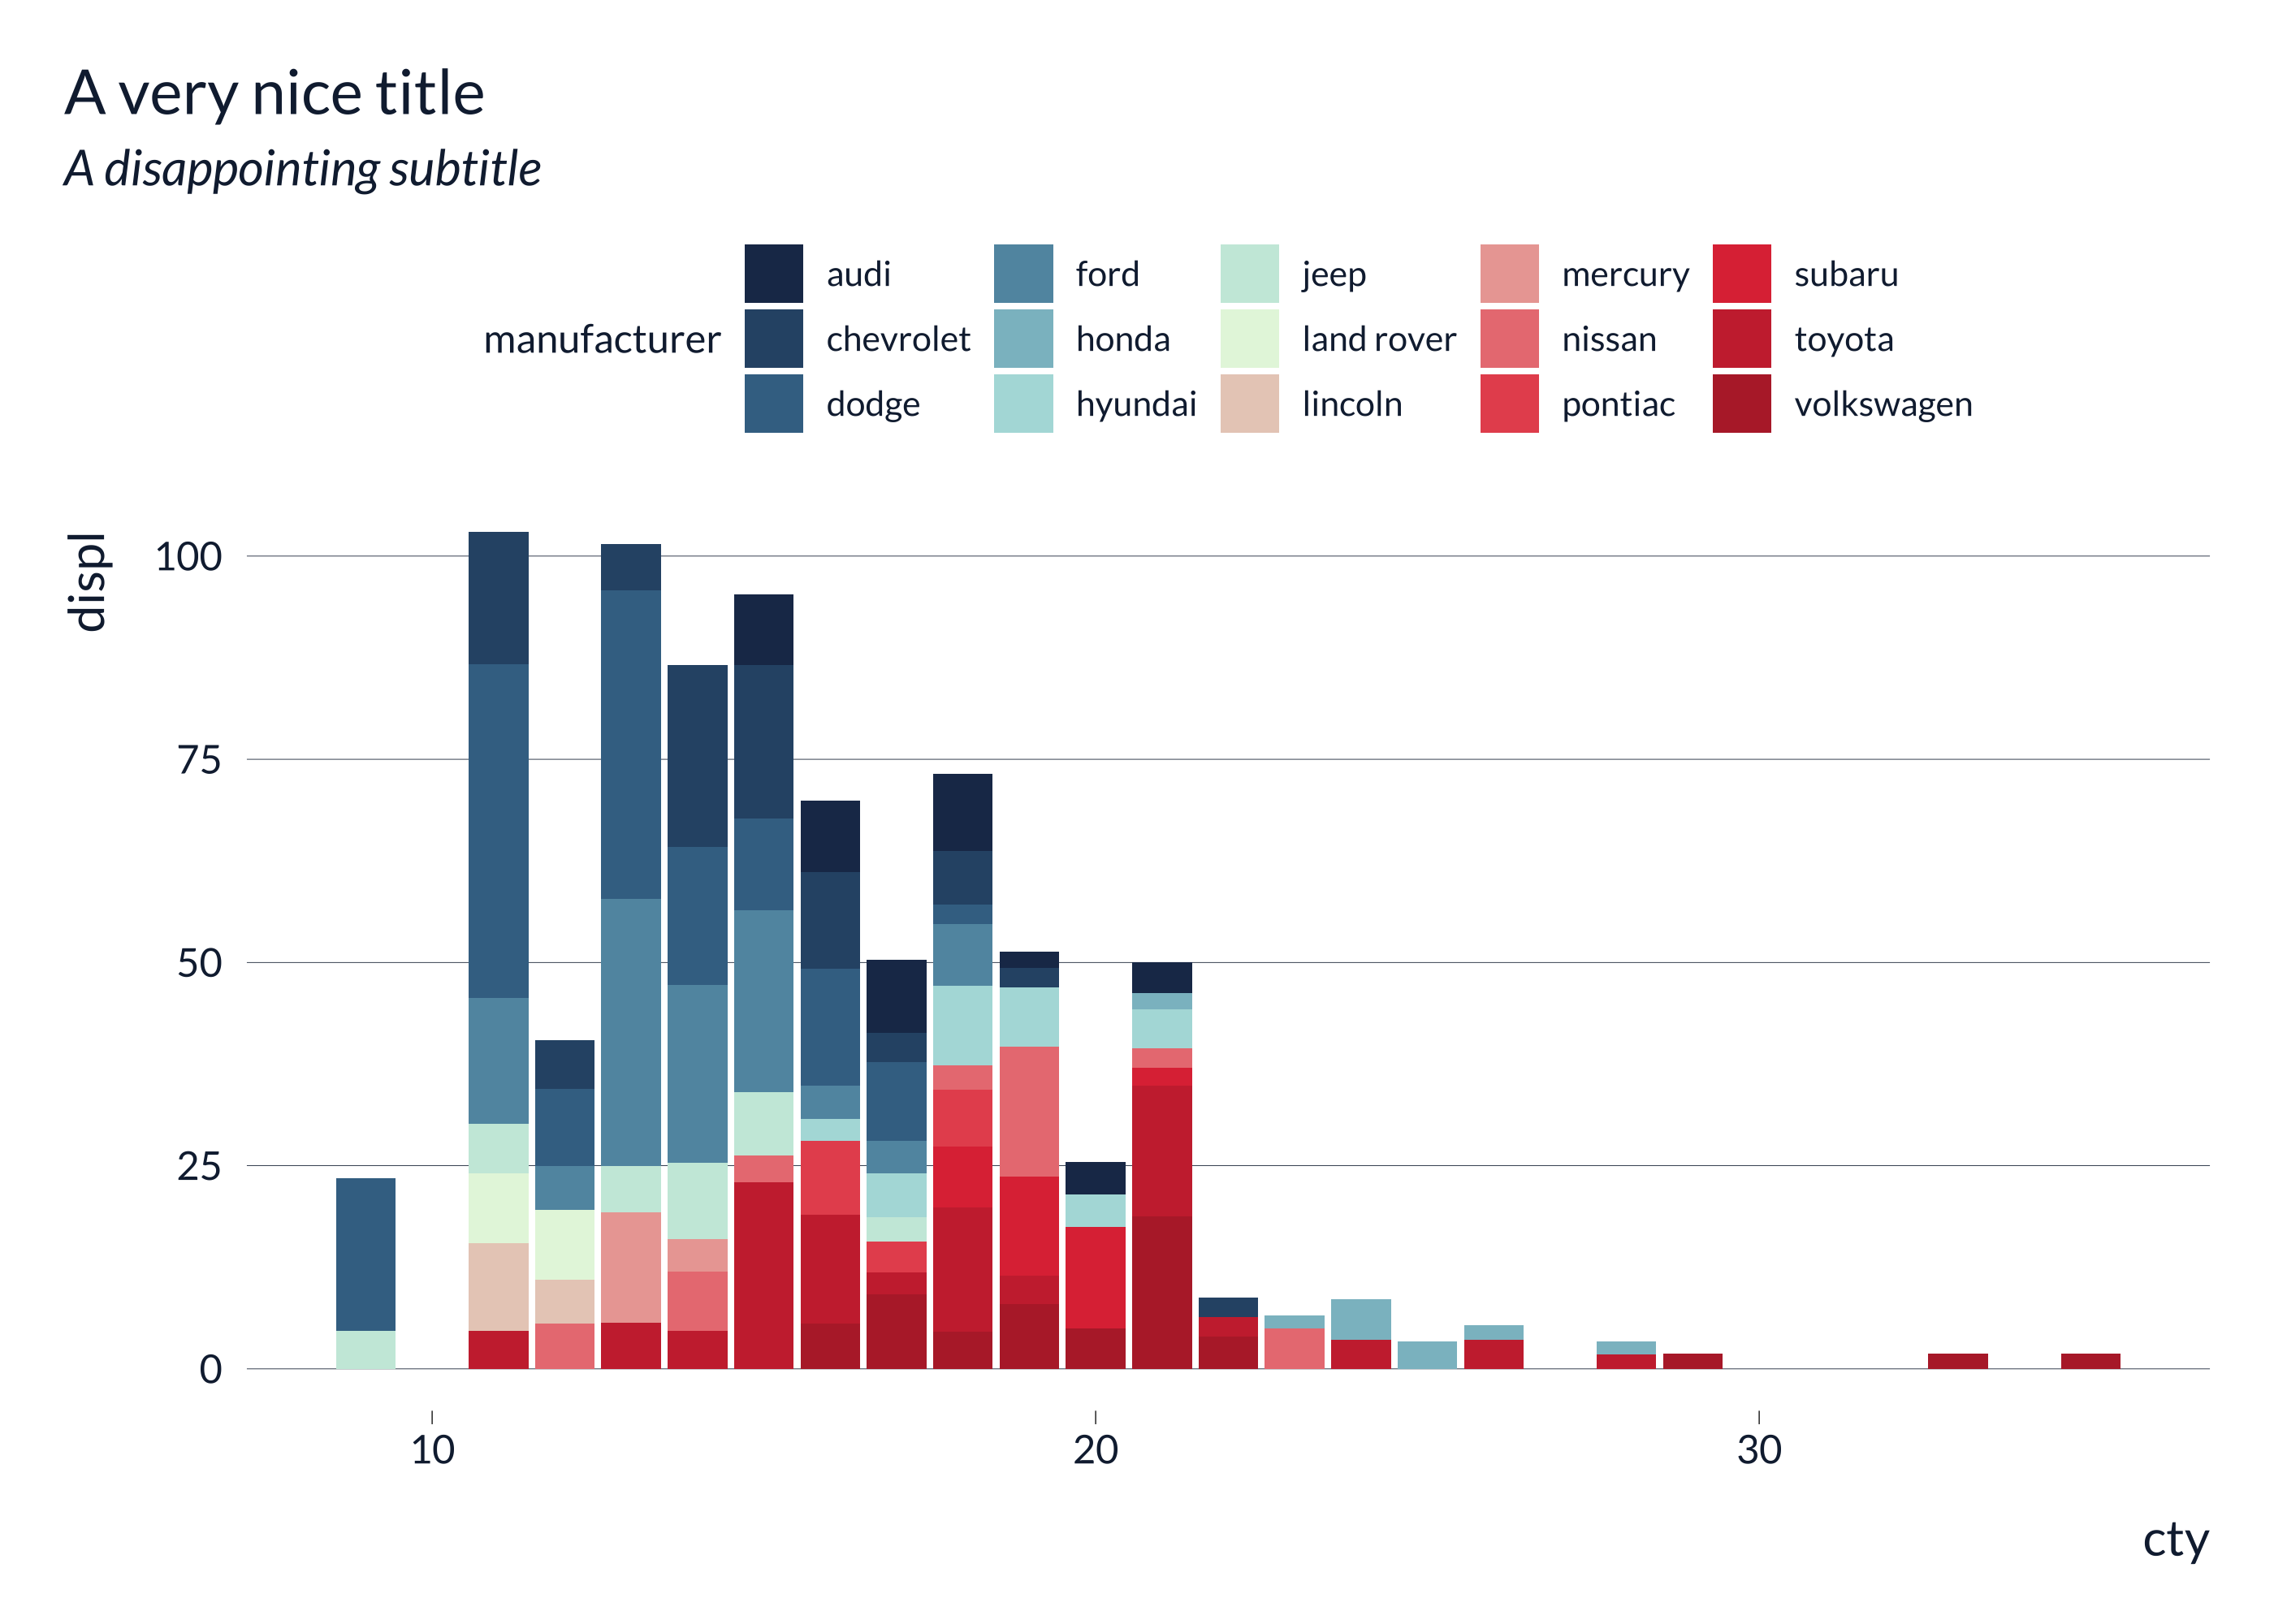 A very nice title
A disappointing subtitle
manufacturer
audi
chevrolet
dodge
ford
honda
hyundai
jeep
land rover
lincoln
mercury
nissan
pontiac
subaru
toyota
volkswagen
displ
100
75
50
25
0
10
20
30
cty